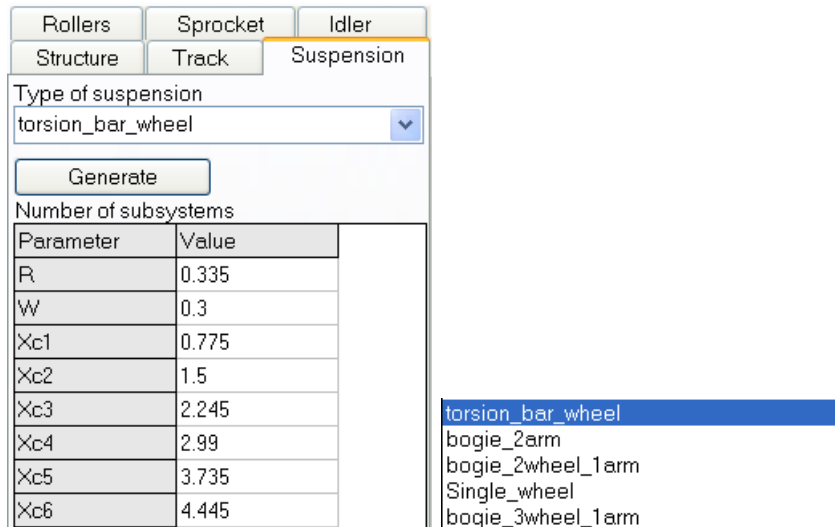 Rollers Sprocket Idler
Structure Track Suspension
Type of suspension
torsion_bar_wheel
Generate
Number of subsystems
Parameter Value
R 0.335
W 0.3
Xc1 0.775
Xc2 1.5
Xc3 2.245
Xc4 2.99
Xc5 3.735
Xc6 4.445
torsion_bar_wheel
bogie_2arm
bogie_2wheel_1arm
Single_wheel
bogie_3wheel_1arm